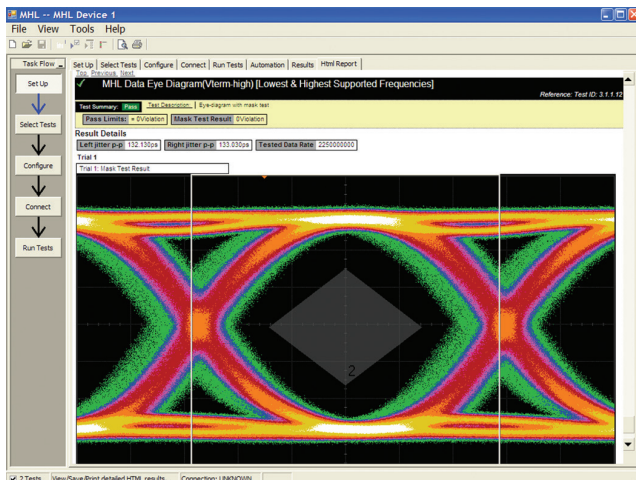 MHL -- MHL Device 1
File View Tools Help
Task Flow
Set Up
Select Tests
Configure
Connect
Run Tests
Set Up Select Tests Configure Connect Run Tests Automation Results Html Report
Top Previous Next
MHL Data Eye Diagram(Vterm-high) [Lowest & Highest Supported Frequencies]
Reference: Test ID: 3.1.1.12
Test Summary: Pass Test Description: Eye-diagram with mask test
Pass Limits: = 0Violation Mask Test Result 0Violation
Result Details
Left jitter p-p 132.130ps Right jitter p-p 133.030ps Tested Data Rate 2250000000
Trial 1
Trial 1: Mask Test Result
2
2 Tests View/Save/Print detailed HTML results Connection: UNKNOWN